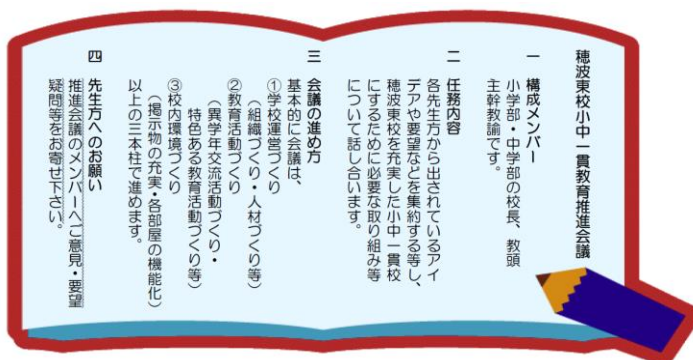 穂波東校小中一貫教育推進会議
一 構成メンバー
小学部・中学部の校長、教頭
主幹教諭です。
二 任務内容
各先生方から出されているアイ
デアや要望などを集約する等し、
穂波東校を充実した小中一貫校
にするために必要な取り組み等
について話し合います。
三 会議の進め方
基本的に会議は、
①学校運営づくり
（組織づくり・人材づくり等）
②教育活動づくり
（異学年交流活動づくり・
特色ある教育活動づくり等）
③校内環境づくり
（掲示物の充実・各部屋の機能化）
以上の三本柱で進めます。
四 先生方へのお願い
推進会議のメンバーへご意見・要望
疑問等をお寄せ下さい。